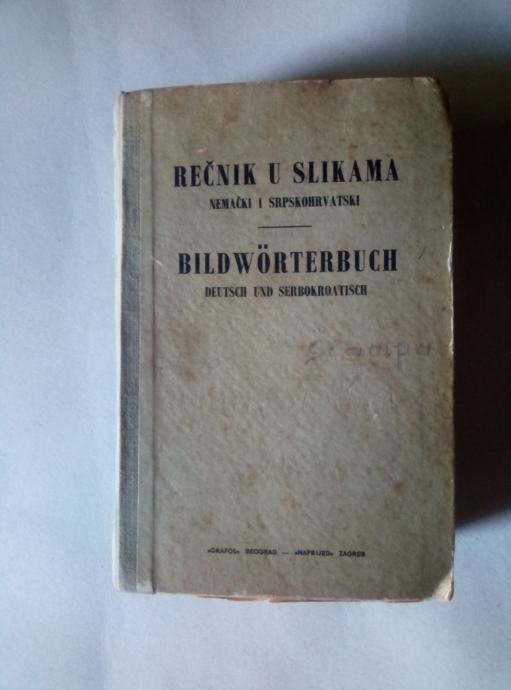 REČNIK U SLIKAMA
NEMAČKI I SRPSKOHRVATSKI
BILDWÖRTERBUCH
DEUTSCH UND SERBOKROATISCH
»GRAFOS« BEOGRAD — »NAPRIJED« ZAGREB